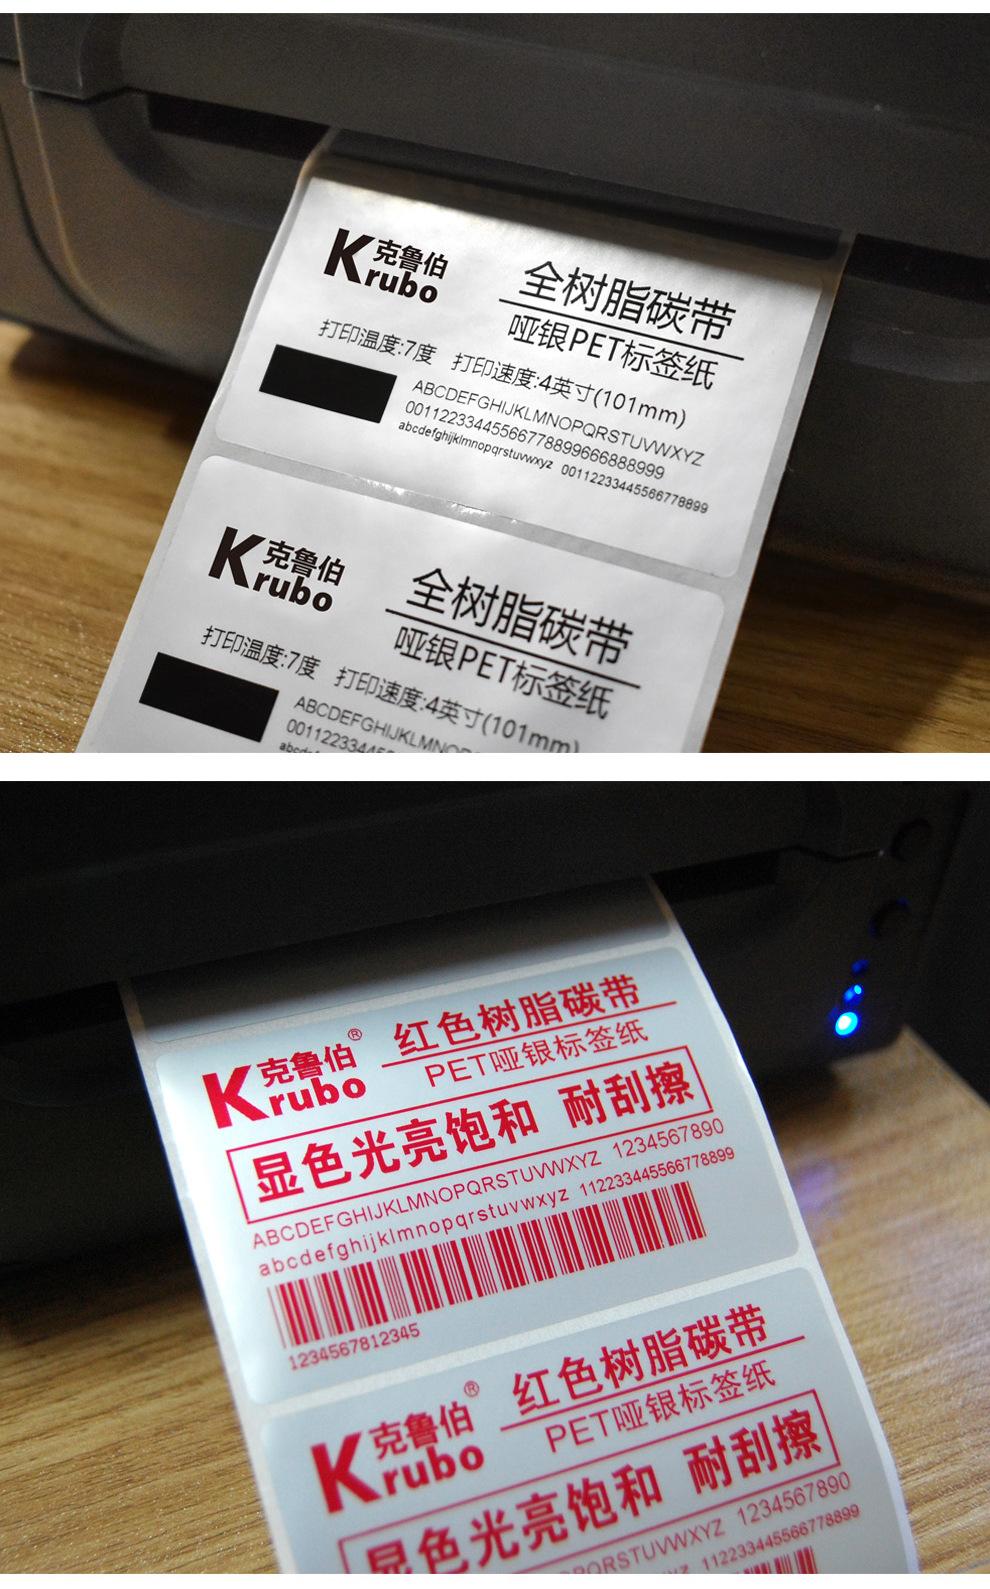 克鲁伯
Krubo
全树脂碳带
哑银PET标签纸
打印温度:7度 打印速度:4英寸(101mm)
ABCDEFGHIJKLMNOPQRSTUVWXYZ
00112233445566778899666888999
abcdefghijklmnopqrstuvwxyz 00112233445566778899
克鲁伯
Krubo
全树脂碳带
哑银PET标签纸
打印温度:7度 打印速度:4英寸(101mm)
ABCDEFGHIJKLMNOP
0011223344556
abcde
克鲁伯®
Krubo
红色树脂碳带
PET哑银标签纸
显色光亮饱和 耐刮擦
ABCDEFGHIJKLMNOPQRSTUVWXYZ 1234567890
abcdefghijklmnopqrstuvwxyz 112233445566778899
1234567812345
克鲁伯®
Krubo
红色树脂碳带
PET哑银标签纸
显色光亮饱和 耐刮擦
PQRSTUVWXYZ 1234567890
vwxyz 112233445566778899